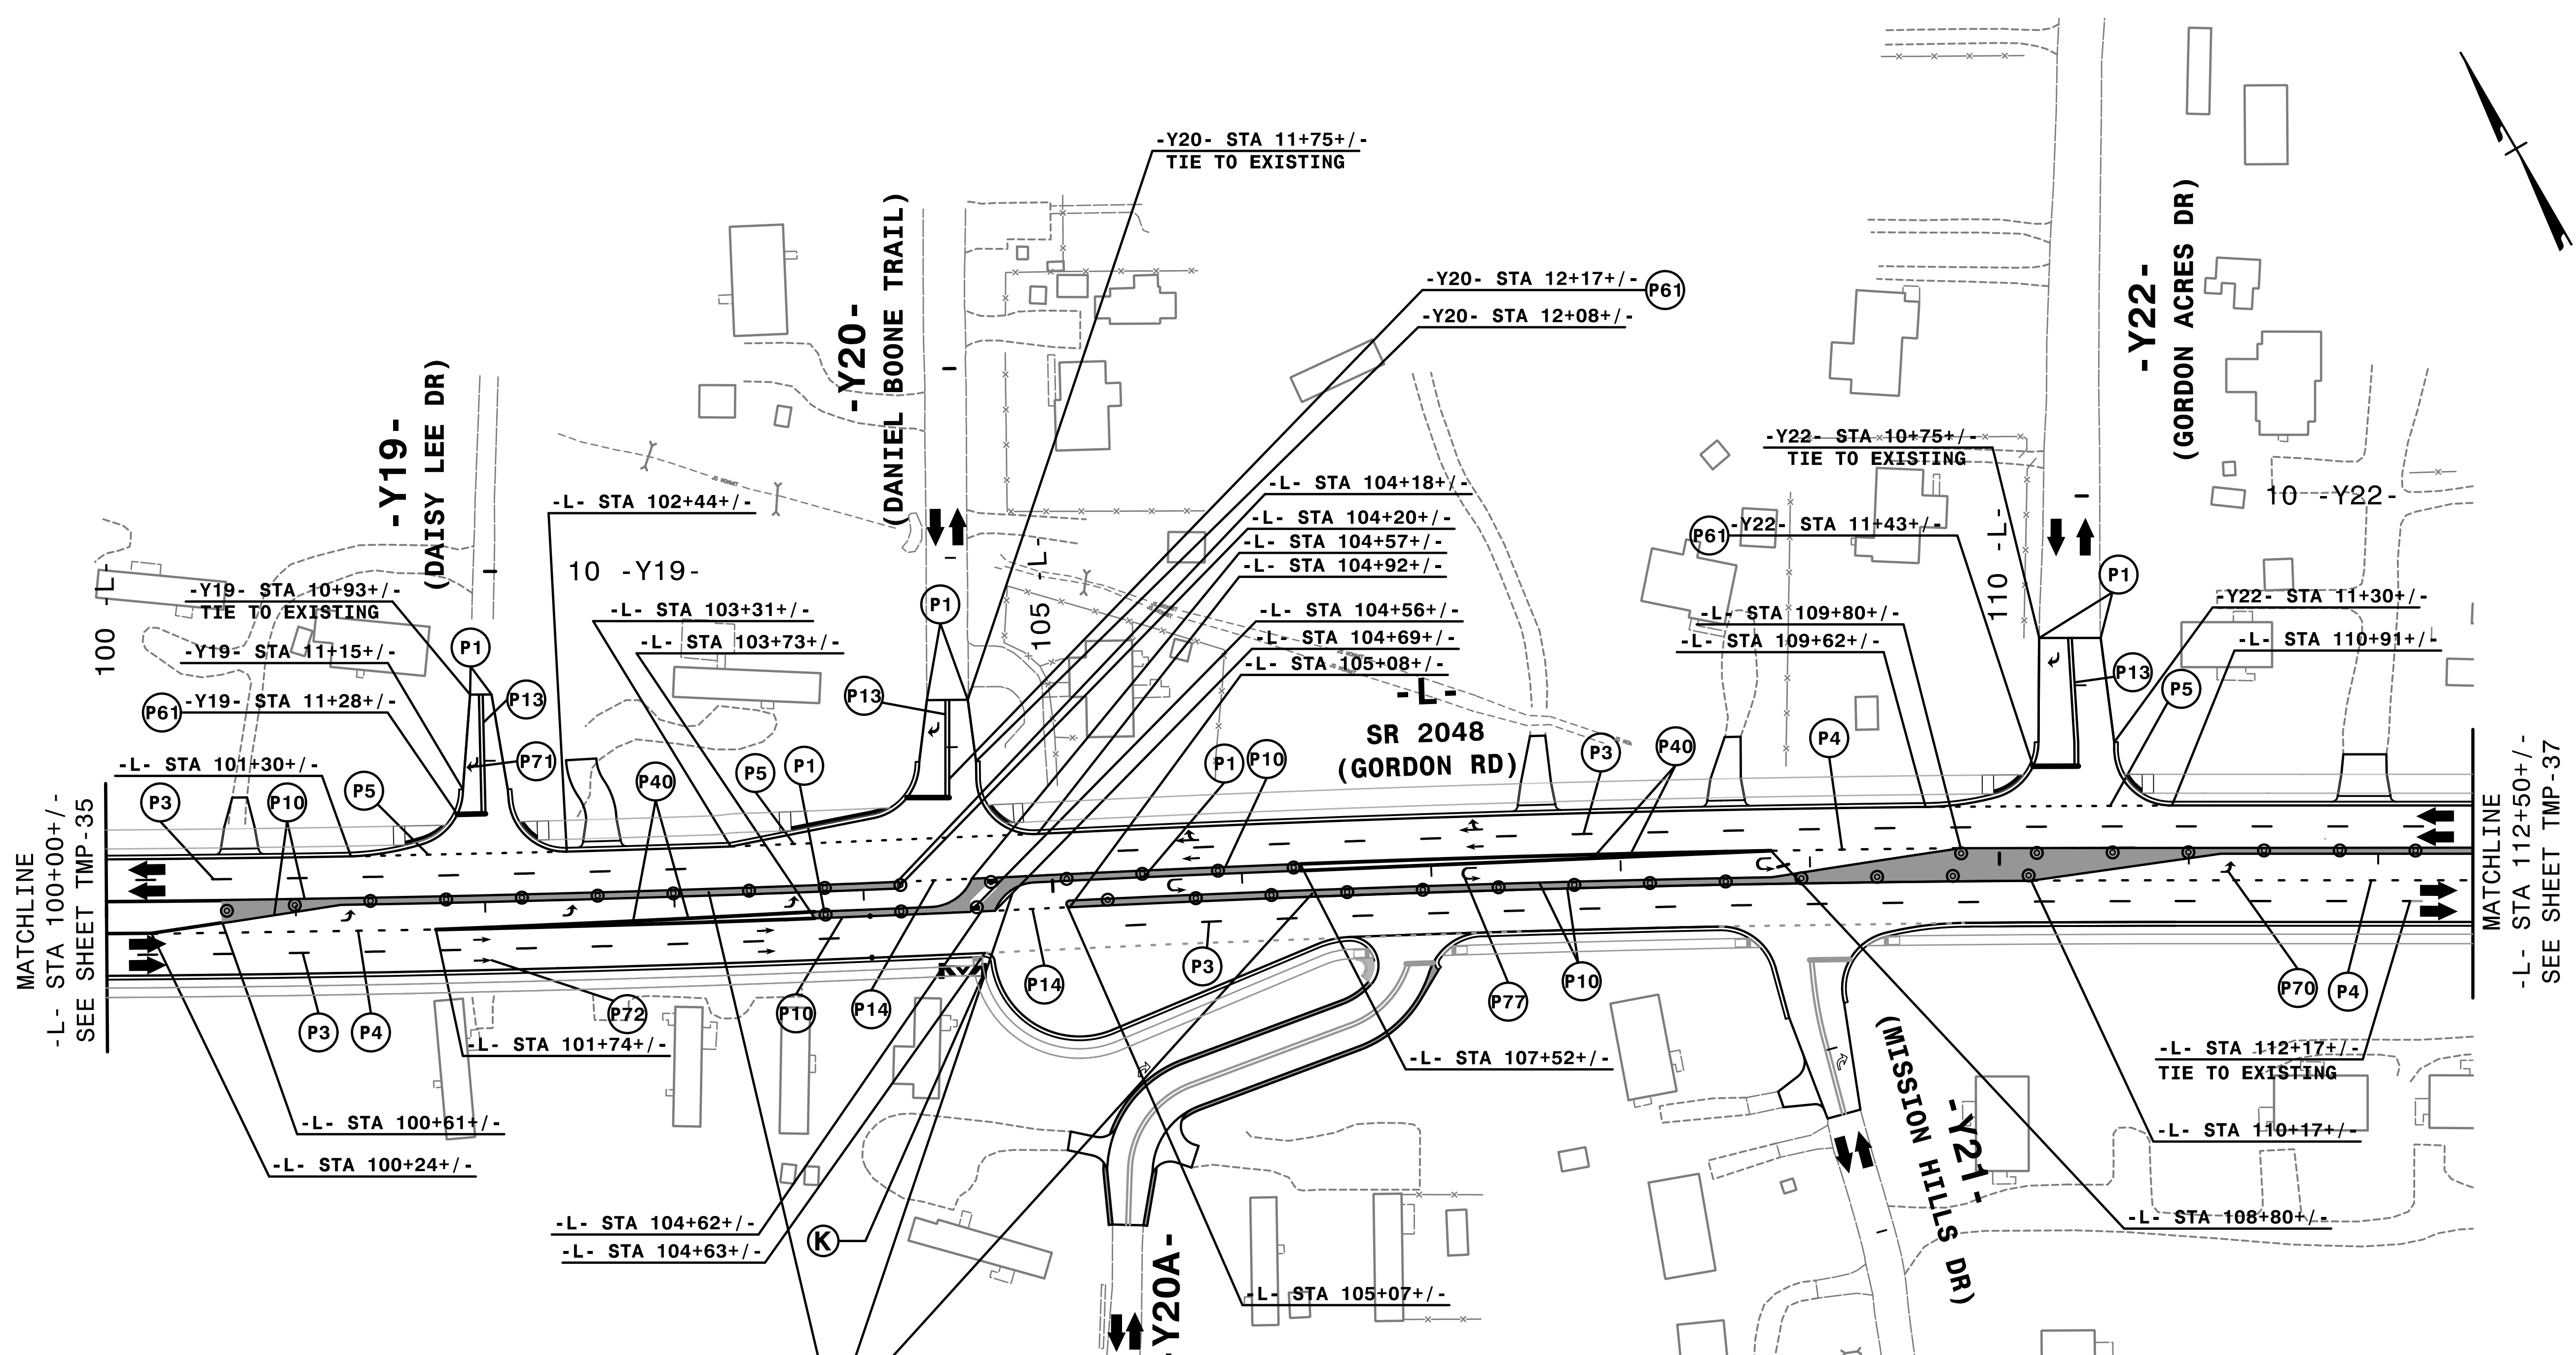 -Y20- STA 11+75+/-
TIE TO EXISTING
-Y20-
(DANIEL BOONE TRAIL)
-Y22-
(GORDON ACRES DR)
-Y20- STA 12+17+/-
P61
-Y20- STA 12+08+/-
-Y19-
(DAISY LEE DR)
-Y22- STA 10+75+/-
TIE TO EXISTING
-L- STA 102+44+/-
-L- STA 104+18+/-
10 -Y22-
-L- STA 104+20+/-
P61
-Y22- STA 11+43+/-
-L- STA 104+57+/-
-L- STA 104+92+/-
10 -Y19-
105 -L-
110 -L-
100 -L-
P1
-Y19- STA 10+93+/-
TIE TO EXISTING
P1
-Y22- STA 11+30+/-
-L- STA 103+31+/-
-L- STA 104+56+/-
-L- STA 109+80+/-
-L- STA 103+73+/-
-L- STA 104+69+/-
-L- STA 109+62+/-
-L- STA 110+91+/-
P1
-Y19- STA 11+15+/-
-L- STA 105+08+/-
P13
P5
P61
-Y19- STA 11+28+/-
P13
P13
-L-
SR 2048
(GORDON RD)
P3
P40
P4
-L- STA 101+30+/-
P71
P40
P5
P1
P1
P10
P3
P10
P5
MATCHLINE
-L- STA 100+00+/-
SEE SHEET TMP-35
MATCHLINE
-L- STA 112+50+/-
SEE SHEET TMP-37
P3
P4
P72
P10
P14
P14
P3
P77
P10
P70
P4
-L- STA 101+74+/-
-L- STA 107+52+/-
-L- STA 112+17+/-
TIE TO EXISTING
-L- STA 100+61+/-
-L- STA 110+17+/-
-L- STA 100+24+/-
-Y21-
(MISSION HILLS DR)
-L- STA 104+62+/-
-L- STA 108+80+/-
K
-L- STA 104+63+/-
-L- STA 105+07+/-
Y20A-